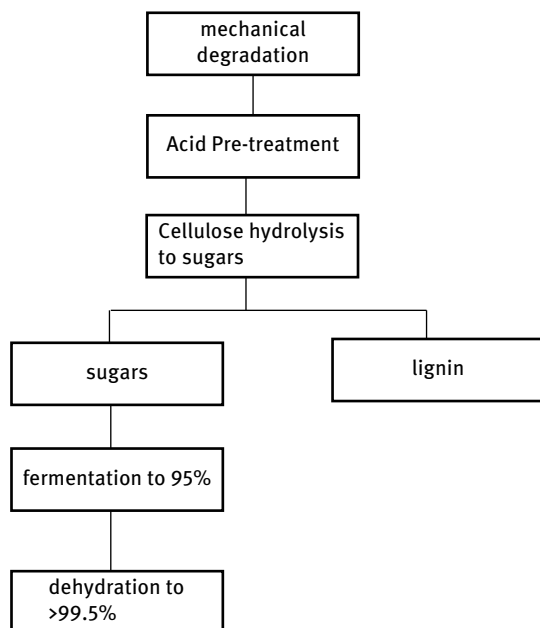 mechanical
degradation
Acid Pre-treatment
Cellulose hydrolysis
to sugars
sugars
lignin
fermentation to 95%
dehydration to
>99.5%